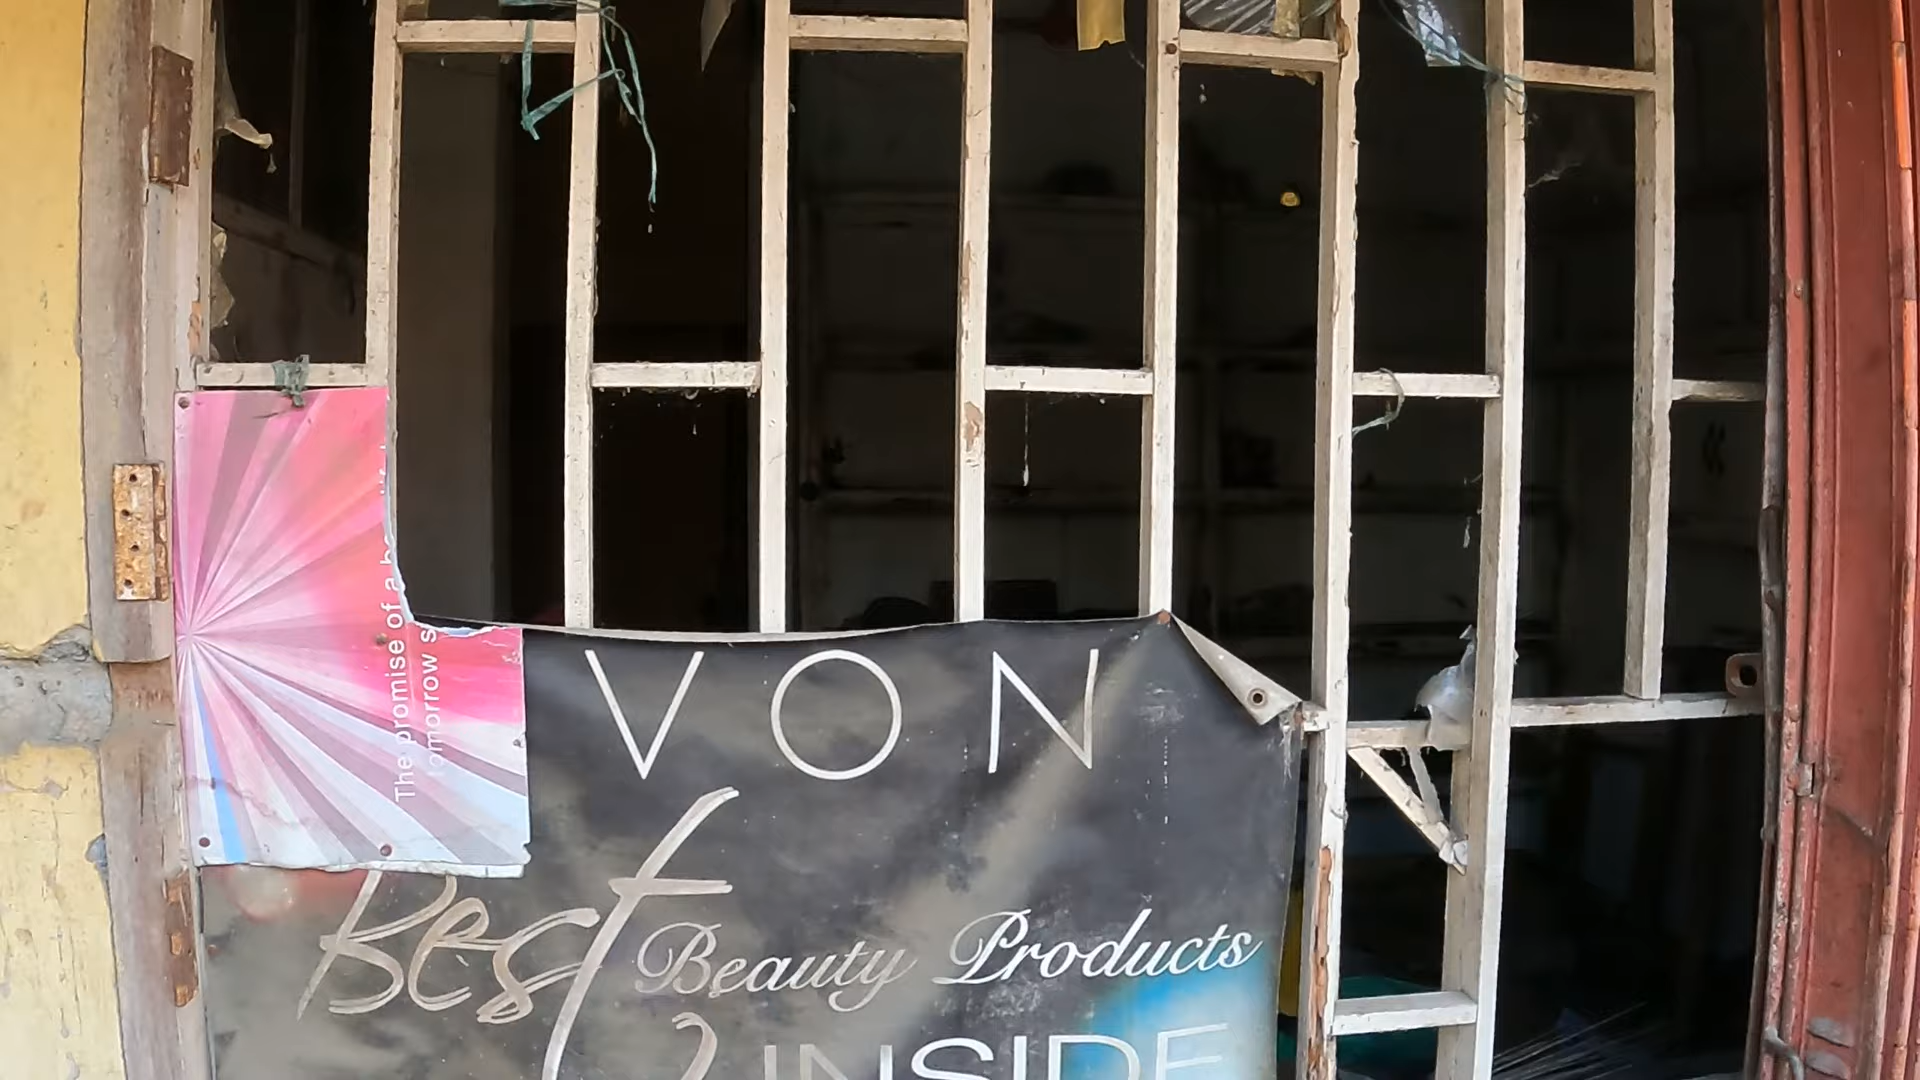 The promise of a
tomorrow
VON
Best Beauty Products
INSIDE